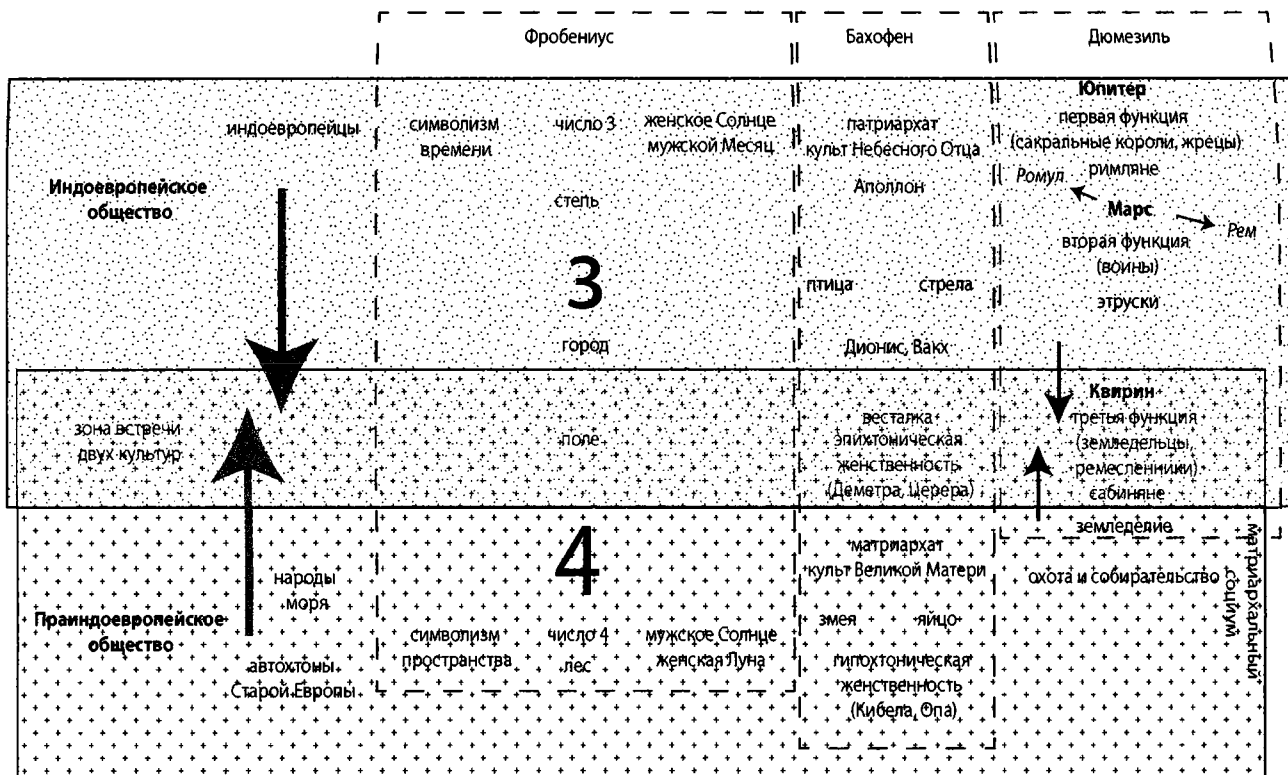 Фробениус
Бахофен
Дюмезиль
индоевропейцы
Индоевропейское
общество
символизм
времени
число 3
женское Солнце
мужской Месяц
степь
3
город
патриархат
культ Небесного Отца
Аполлон
птица
стрела
Дионис, Вакх
Юпитер
первая функция
(сакральные короли, жрецы)
римляне
Ромул
Марс
Рем
вторая функция
(воины)
этруски
зона встречи
двух культур
поле
весталка
эпихтоническая
женственность
(Деметра, Церера)
Квирин
третья функция
(земледельцы
ремесленники)
сабиняне
народы
моря
Праиндоевропейское
общество
автохтоны
Старой Европы
4
символизм
пространства
число 4
лес
мужское Солнце
женская Луна
матриархат
культ Великой Матери
змея
яйцо
гипохтоническая
женственность
(Кибела, Опа)
земледелие
охота и собирательство
матриархальный
социум